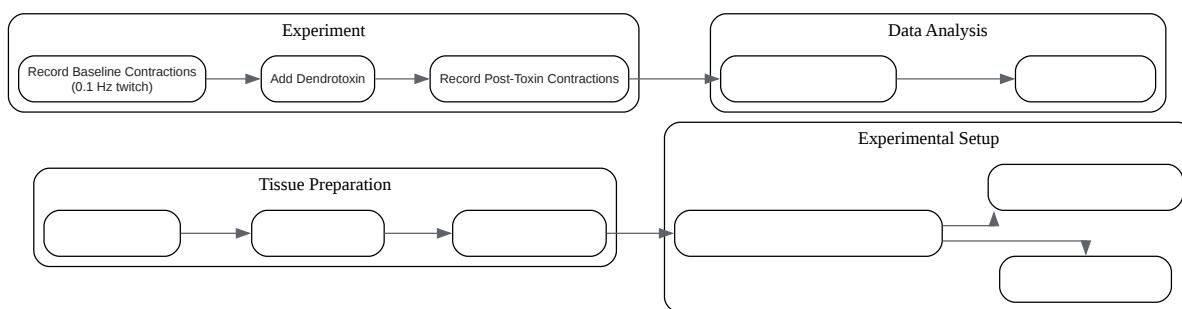 Experiment
Data Analysis
Record Baseline Contractions
(0.1 Hz twitch)
Add Dendrotoxin
Record Post-Toxin Contractions
Experimental Setup
Tissue Preparation